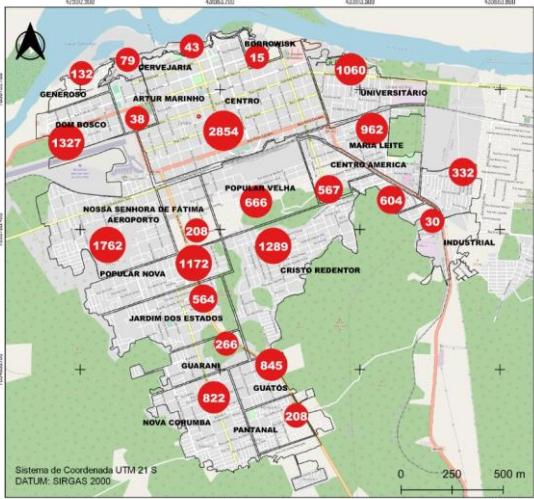 43
BORROWISK
79
15
CERVEJARIA
132
1060
GENEROSO
ARTUR MARINHO
CENTRO
UNIVERSITÁRIO
38
DOM BOSCO
2854
962
1327
MARIA LEITE
CENTRO AMERICA
332
POPULAR VELHA
567
666
604
NOSSA SENHORA DE FÁTIMA
AEROPORTO
208
30
1762
1289
INDUSTRIAL
1172
CRISTO REDENTOR
POPULAR NOVA
564
JARDIM DOS ESTADOS
266
GUARANI
845
GUATÓS
822
208
NOVA CORUMBA
PANTANAL
Sistema de Coordenada UTM 21 S
DATUM: SIRGAS 2000
0 250 500 m